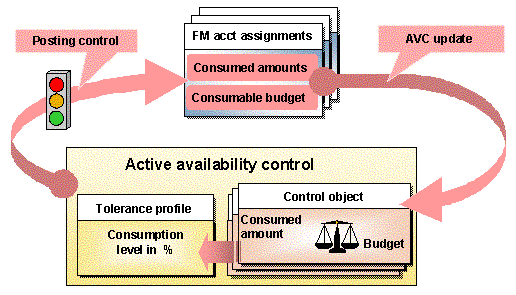 Posting control
FM acct assignments
AVC update
Consumed amounts
Consumable budget
Active availability control
Tolerance profile
Consumption
level in %
Control object
Consumed
amount
Budget